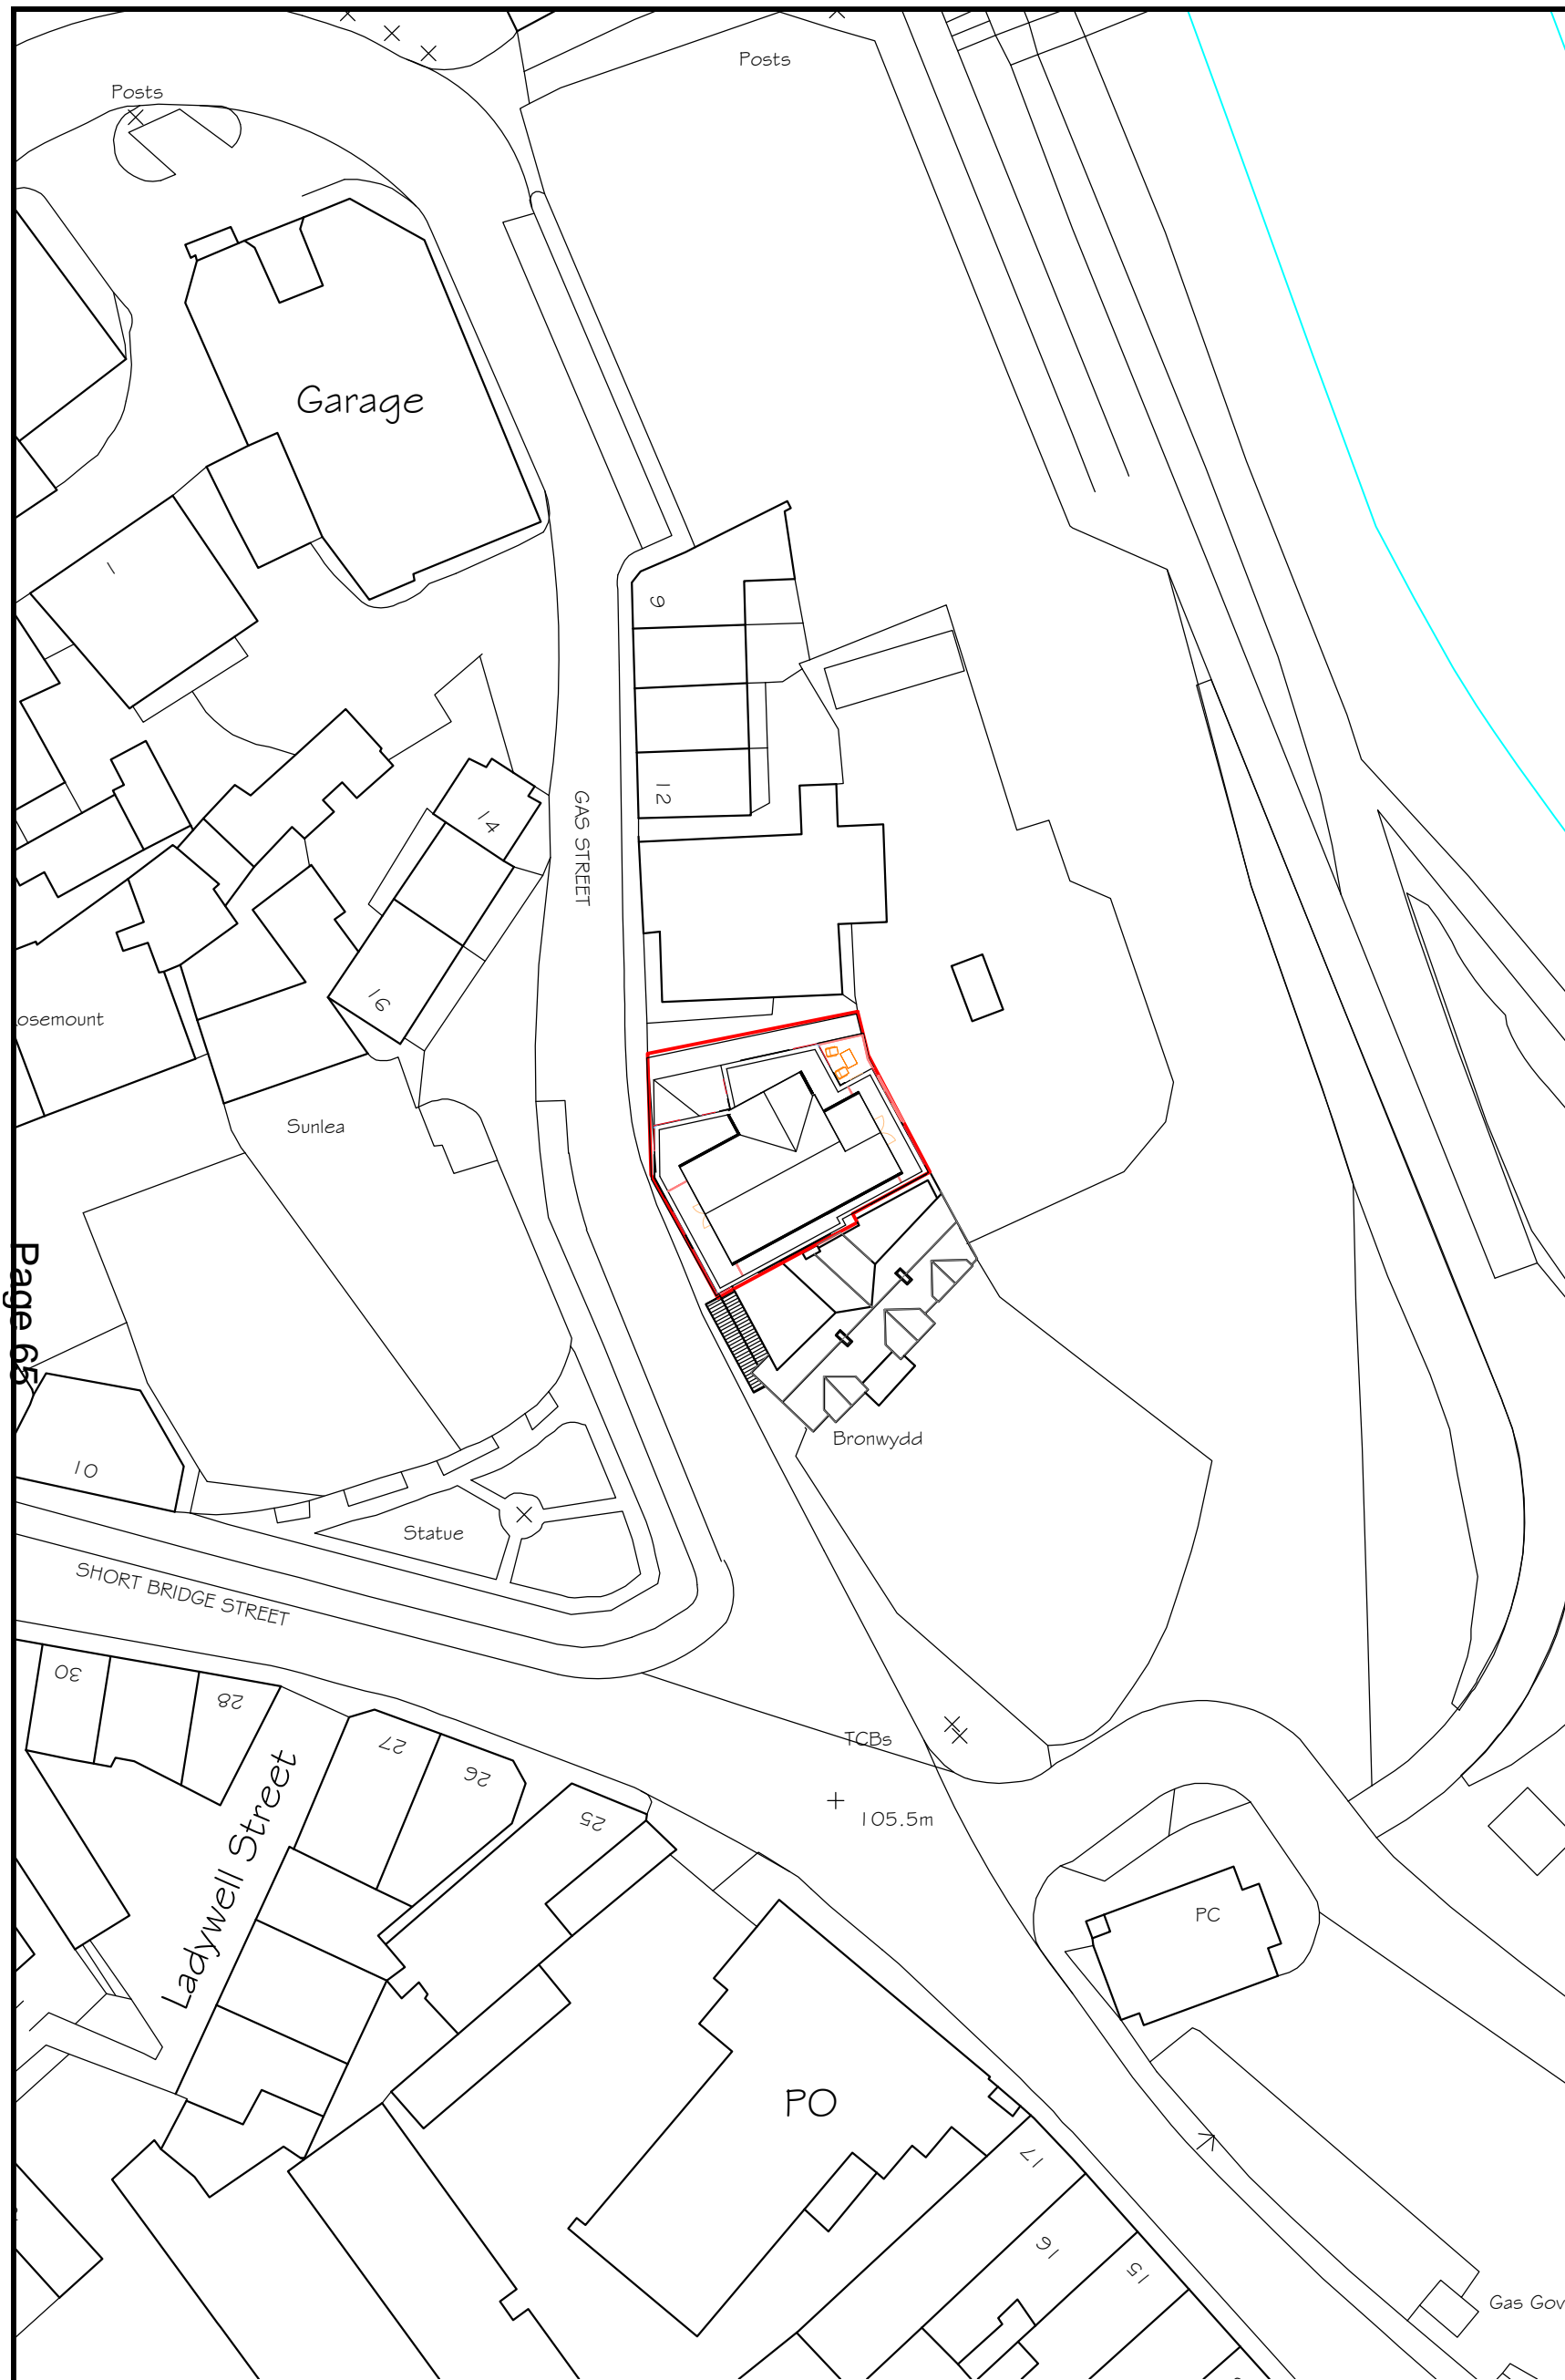 Posts
Posts
Garage
1
9
12
GAS STREET
14
16
osemount
Sunlea
Page 65
Bronwydd
10
Statue
SHORT BRIDGE STREET
30
28
27
26
25
TCBs
105.5m
Ladywell Street
PC
PO
17
16
15
Gas Gov